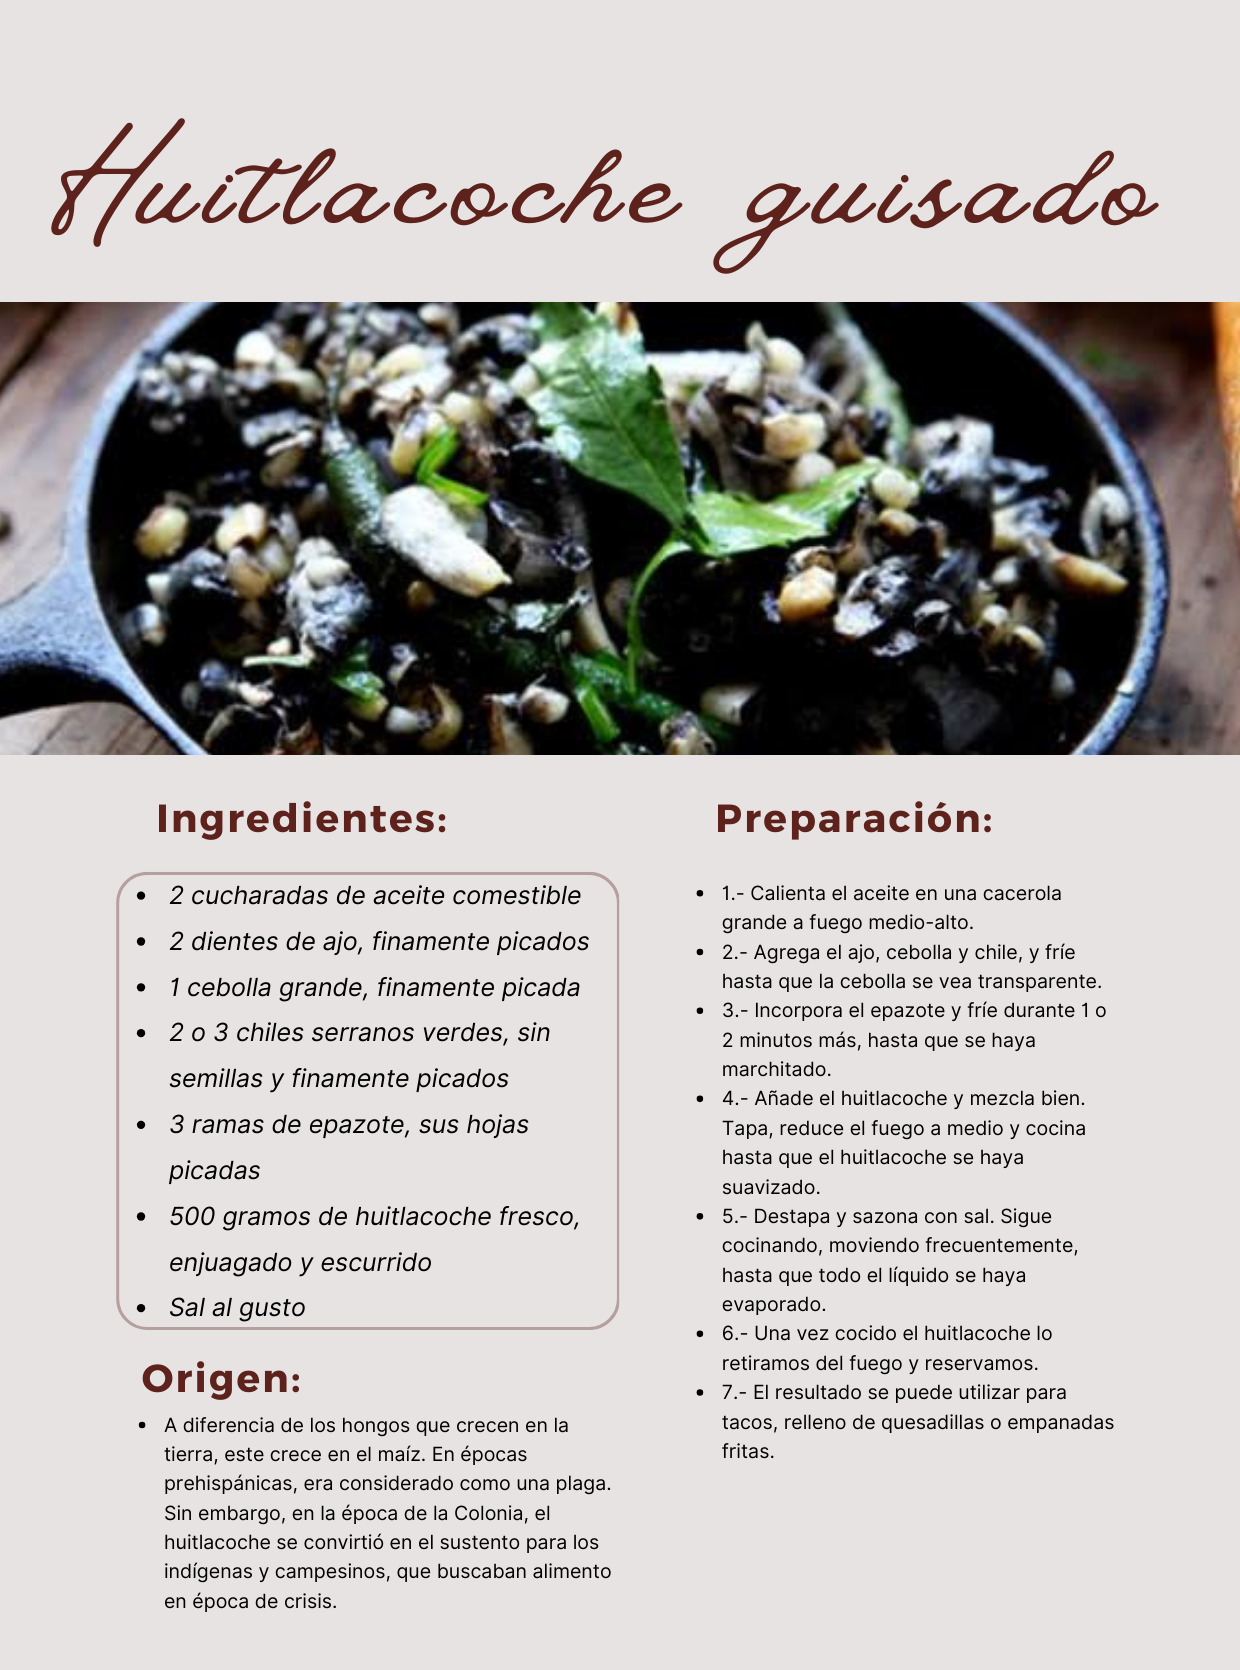 Huitlacoche guisado
Ingredientes:
• 2 cucharadas de aceite comestible
• 2 dientes de ajo, finamente picados
• 1 cebolla grande, finamente picada
• 2 o 3 chiles serranos verdes, sin
semillas y finamente picados
• 3 ramas de epazote, sus hojas
picadas
• 500 gramos de huitlacoche fresco,
enjuagado y escurrido
• Sal al gusto
Origen:
• A diferencia de los hongos que crecen en la
tierra, este crece en el maíz. En épocas
prehispánicas, era considerado como una plaga.
Sin embargo, en la época de la Colonia, el
huitlacoche se convirtió en el sustento para los
indígenas y campesinos, que buscaban alimento
en época de crisis.
Preparación:
• 1.- Calienta el aceite en una cacerola
grande a fuego medio-alto.
• 2.- Agrega el ajo, cebolla y chile, y fríe
hasta que la cebolla se vea transparente.
• 3.- Incorpora el epazote y fríe durante 1 o
2 minutos más, hasta que se haya
marchitado.
• 4.- Añade el huitlacoche y mezcla bien.
Tapa, reduce el fuego a medio y cocina
hasta que el huitlacoche se haya
suavizado.
• 5.- Destapa y sazona con sal. Sigue
cocinando, moviendo frecuentemente,
hasta que todo el líquido se haya
evaporado.
• 6.- Una vez cocido el huitlacoche lo
retiramos del fuego y reservamos.
• 7.- El resultado se puede utilizar para
tacos, relleno de quesadillas o empanadas
fritas.